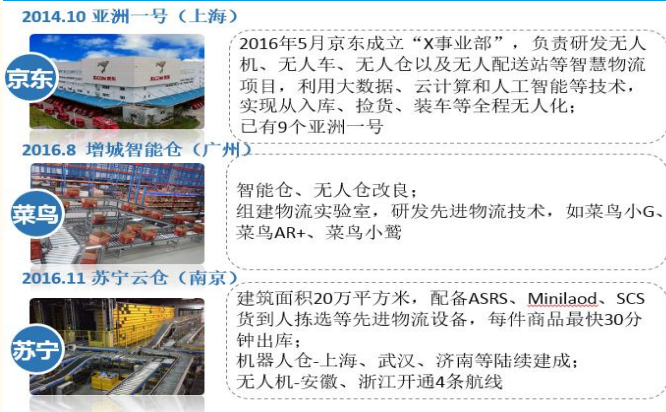 2014.10 亚洲一号（上海）
京东
2016年5月京东成立“X事业部”，负责研发无人
机、无人车、无人仓以及无人配送站等智慧物流
项目，利用大数据、云计算和人工智能等技术，
实现从入库、捡货、装车等全程无人化；
已有9个亚洲一号
2016.8 增城智能仓（广州）
菜鸟
智能仓、无人仓改良；
组建物流实验室，研发先进物流技术，如菜鸟小G、
菜鸟AR+、菜鸟小鹫
2016.11 苏宁云仓（南京）
苏宁
建筑面积20万平方米，配备ASRS、Minilaod、SCS
货到人拣选等先进物流设备，每件商品最快30分
钟出库；
机器人仓-上海、武汉、济南等陆续建成；
无人机-安徽、浙江开通4条航线